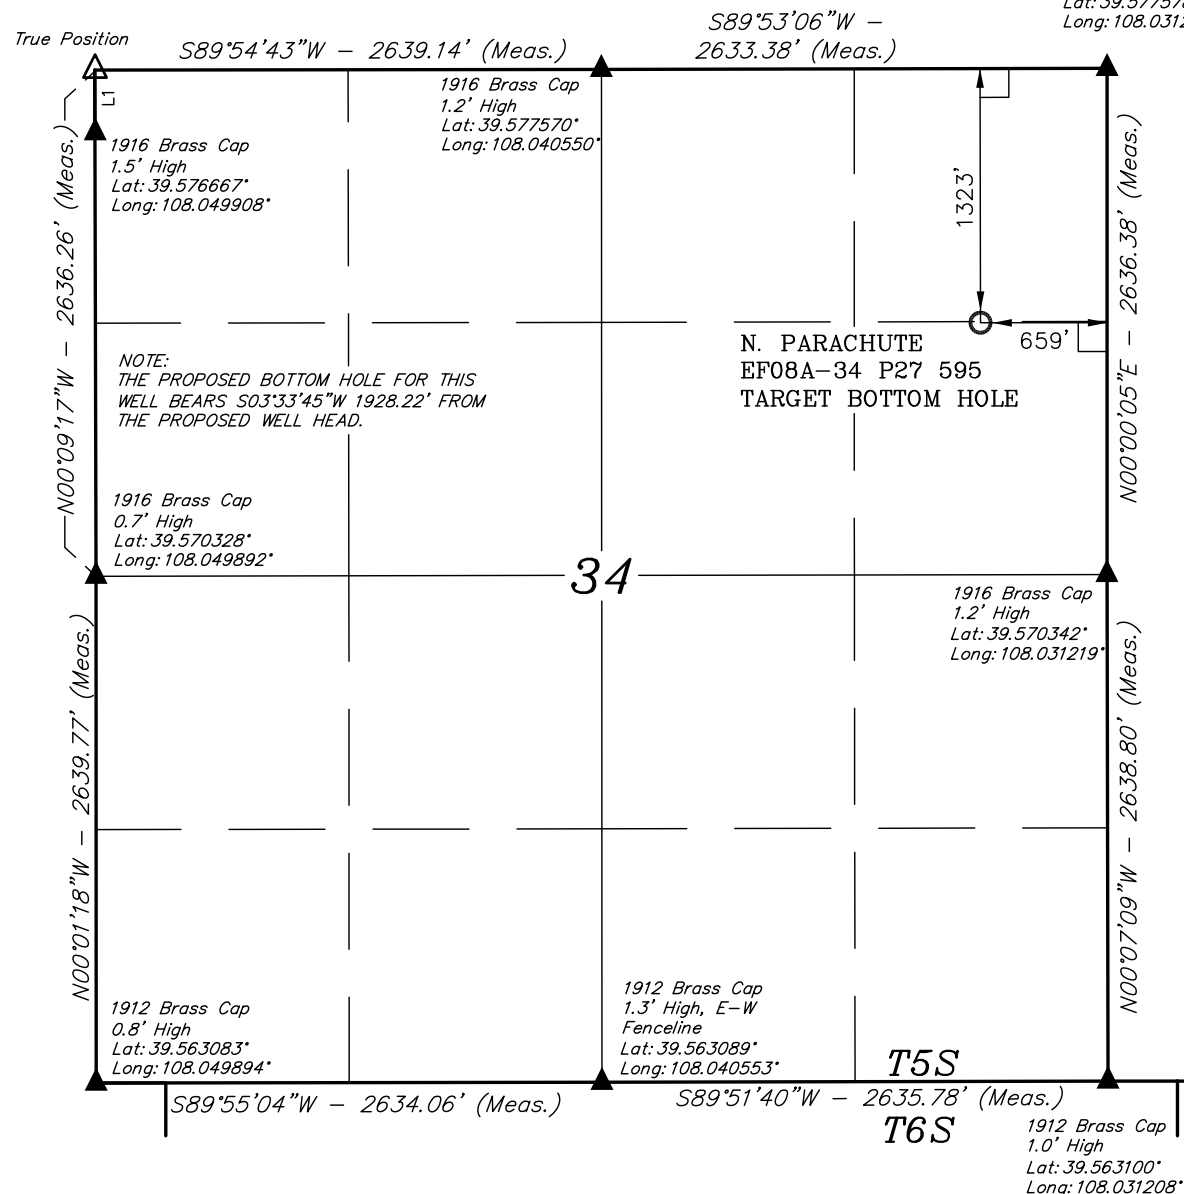 Lat: 39.577578
Long: 108.0312
True Position
S89°54'43"W - 2639.14' (Meas.)
S89°53'06"W -
2633.38' (Meas.)
L1
1916 Brass Cap
1.2' High
Lat: 39.577570°
Long: 108.040550°
1916 Brass Cap
1.5' High
Lat: 39.576667°
Long: 108.049908°
N00°09'17"W - 2636.26' (Meas.)
1323'
N00°00'05"E - 2636.38' (Meas.)
659'
N. PARACHUTE
EF08A-34 P27 595
TARGET BOTTOM HOLE
NOTE:
THE PROPOSED BOTTOM HOLE FOR THIS
WELL BEARS S03°33'45"W 1928.22' FROM
THE PROPOSED WELL HEAD.
1916 Brass Cap
0.7' High
Lat: 39.570328°
Long: 108.049892°
34
1916 Brass Cap
1.2' High
Lat: 39.570342°
Long: 108.031219°
N00°01'18"W - 2639.77' (Meas.)
N00°07'09"W - 2638.80' (Meas.)
1912 Brass Cap
0.8' High
Lat: 39.563083°
Long: 108.049894°
1912 Brass Cap
1.3' High, E-W
Fenceline
Lat: 39.563089°
Long: 108.040553°
T5S
S89°55'04"W - 2634.06' (Meas.)
S89°51'40"W - 2635.78' (Meas.)
T6S
1912 Brass Cap
1.0' High
Lat: 39.563100°
Long: 108.031208°